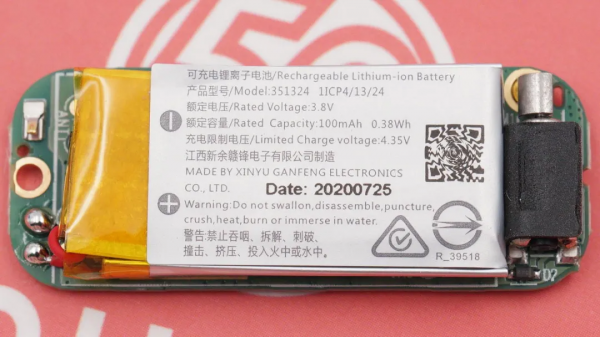 可充电锂离子电池/Rechargeable Lithium-ion Battery
产品型号/Model:351324 1ICP4/13/24
额定电压/Rated Voltage:3.8V
额定容量/Rated Capacity:100mAh 0.38Wh
充电限制电压/Limited Charge voltage:4.35V
江西新余赣锋电子有限公司制造
MADE BY XINYU GANFENG ELECTRONICS
CO., LTD.
Date: 20200725
Warning:Do not swallow,disassemble,puncture,
crush,heat,burn or immerse in water.
警告:禁止吞咽、拆解、刺破、
撞击、挤压、投入火中或水中。
R_39518
ANT
D2